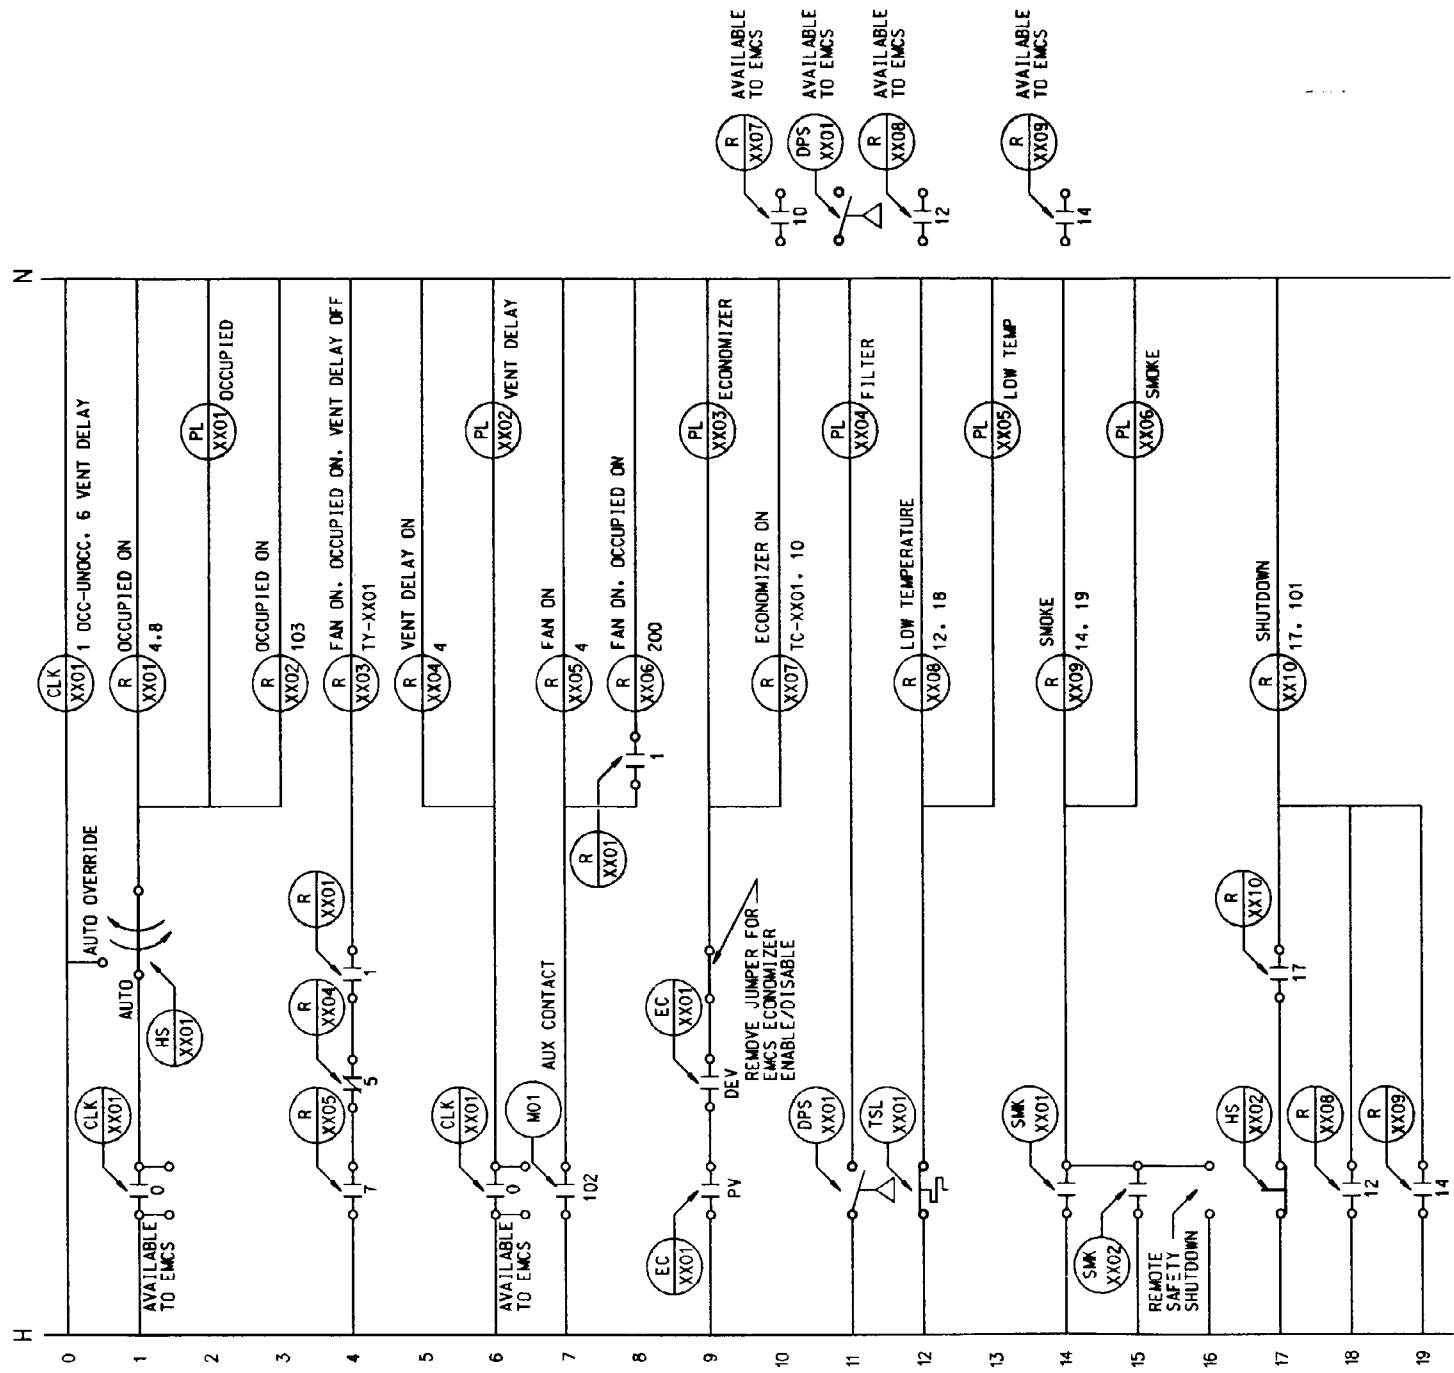 H
N
0
CLK
XX01
1 OCC-UNOCC. 6 VENT DELAY
AUTO OVERRIDE
1
AVAILABLE
TO EMCS
CLK
XX01
0
HS
XX01
AUTO
R
XX01
OCCUPIED ON
4.8
2
PL
XX01
OCCUPIED
3
R
XX02
OCCUPIED ON
103
4
R
XX05
7
R
XX04
5
R
XX01
1
R
XX03
FAN ON. OCCUPIED ON. VENT DELAY OFF
TY-XX01
5
R
XX04
VENT DELAY ON
4
6
AVAILABLE
TO EMCS
CLK
XX01
0
PL
XX02
VENT DELAY
7
M01
AUX CONTACT
102
R
XX05
FAN ON
4
8
R
XX01
1
R
XX06
FAN ON. OCCUPIED ON
200
9
EC
XX01
PV
EC
XX01
DEV
REMOVE JUMPER FOR
EMCS ECONOMIZER
ENABLE/DISABLE
PL
XX03
ECONOMIZER
10
R
XX07
ECONOMIZER ON
TC-XX01. 10
R
XX07
AVAILABLE
TO EMCS
10
11
DPS
XX01
PL
XX04
FILTER
DPS
XX01
AVAILABLE
TO EMCS
12
TSL
XX01
R
XX08
LOW TEMPERATURE
12. 18
R
XX08
AVAILABLE
TO EMCS
12
13
PL
XX05
LOW TEMP
14
SMK
XX01
R
XX09
SMOKE
14. 19
R
XX09
AVAILABLE
TO EMCS
14
15
SMK
XX02
PL
XX06
SMOKE
16
REMOTE
SAFETY
SHUTDOWN
17
HS
XX02
R
XX10
17
R
XX10
SHUTDOWN
17. 101
18
R
XX08
12
19
R
XX09
14